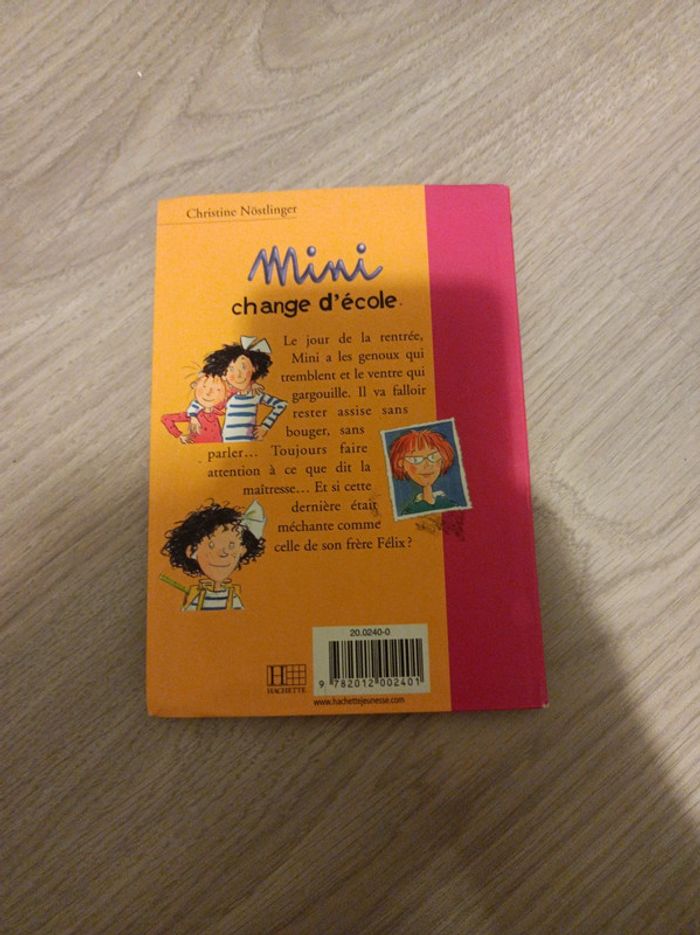 Christine Nöstlinger
Mini
change d'école
Le jour de la rentrée,
Mini a les genoux qui
tremblent et le ventre qui
gargouille. Il va falloir
rester assise sans
bouger, sans
parler... Toujours faire
attention à ce que dit la
maîtresse... Et si cette
dernière était
méchante comme
celle de son frère Félix ?
20.0240-0
9 782012 002401
H
HACHETTE
www.hachettejeunesse.com